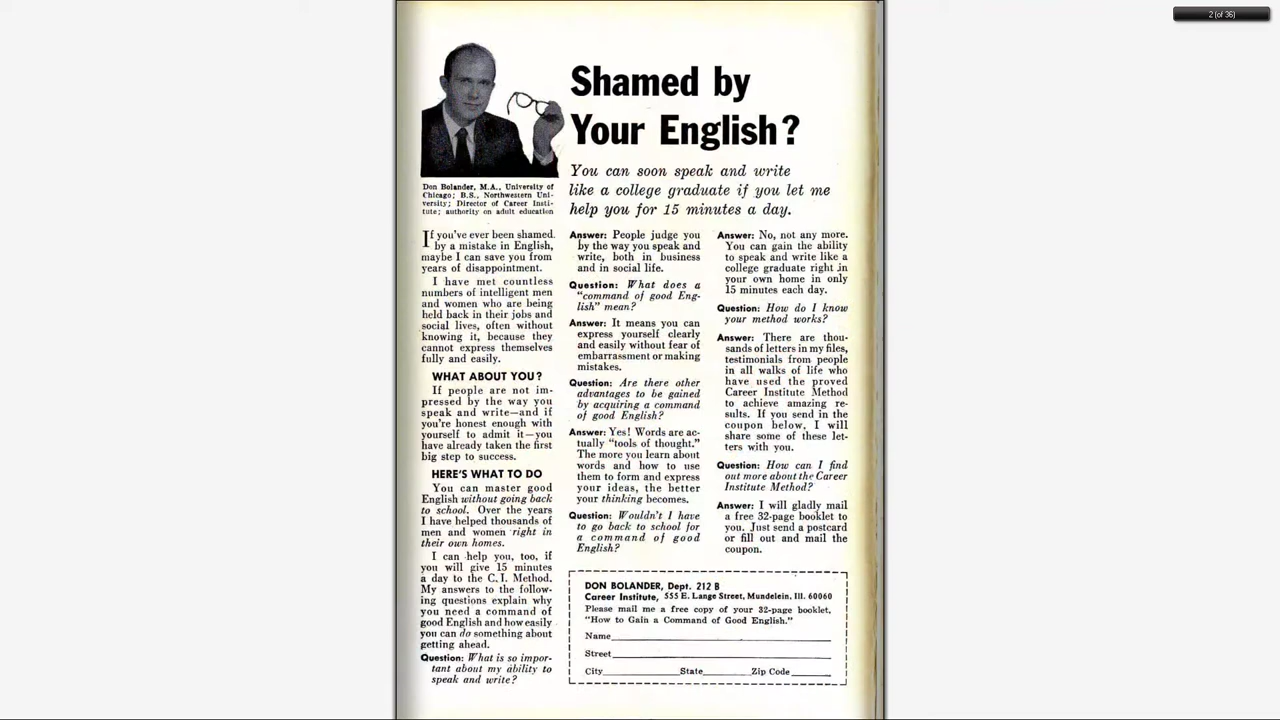 2 (of 36)
Shamed by
Your English?
You can soon speak and write
like a college graduate if you let me
help you for 15 minutes a day.
Don Bolander, M.A., University of
Chicago; B.S., Northwestern Uni-
versity; Director of Career Insti-
tute; authority on adult education
If you've ever been shamed
by a mistake in English,
maybe I can save you from
years of disappointment.
I have met countless
numbers of intelligent men
and women who are being
held back in their jobs and
social lives, often without
knowing it, because they
cannot express themselves
fully and easily.
WHAT ABOUT YOU?
If people are not im-
pressed by the way you
speak and write—and if
you're honest enough with
yourself to admit it—you
have already taken the first
big step to success.
HERE'S WHAT TO DO
You can master good
English without going back
to school. Over the years
I have helped thousands of
men and women right in
their own homes.
I can help you, too, if
you will give 15 minutes
a day to the C.I. Method.
My answers to the follow-
ing questions explain why
you need a command of
good English and how easily
you can do something about
getting ahead.
Question: What is so impor-
tant about my ability to
speak and write?
Answer: People judge you
by the way you speak and
write, both in business
and in social life.
Question: What does a
"command of good Eng-
lish" mean?
Answer: It means you can
express yourself clearly
and easily without fear of
embarrassment or making
mistakes.
Question: Are there other
advantages to be gained
by acquiring a command
of good English?
Answer: Yes! Words are ac-
tually "tools of thought."
The more you learn about
words and how to use
them to form and express
your ideas, the better
your thinking becomes.
Question: Wouldn't I have
to go back to school for
a command of good
English?
Answer: No, not any more.
You can gain the ability
to speak and write like a
college graduate right in
your own home in only
15 minutes each day.
Question: How do I know
your method works?
Answer: There are thou-
sands of letters in my files,
testimonials from people
in all walks of life who
have used the proved
Career Institute Method
to achieve amazing re-
sults. If you send in the
coupon below, I will
share some of these let-
ters with you.
Question: How can I find
out more about the Career
Institute Method?
Answer: I will gladly mail
a free 32-page booklet to
you. Just send a postcard
or fill out and mail the
coupon.
DON BOLANDER, Dept. 212 B
Career Institute, 555 E. Lange Street, Mundelein, Ill. 60060
Please mail me a free copy of your 32-page booklet,
"How to Gain a Command of Good English."
Name
Street
City State Zip Code